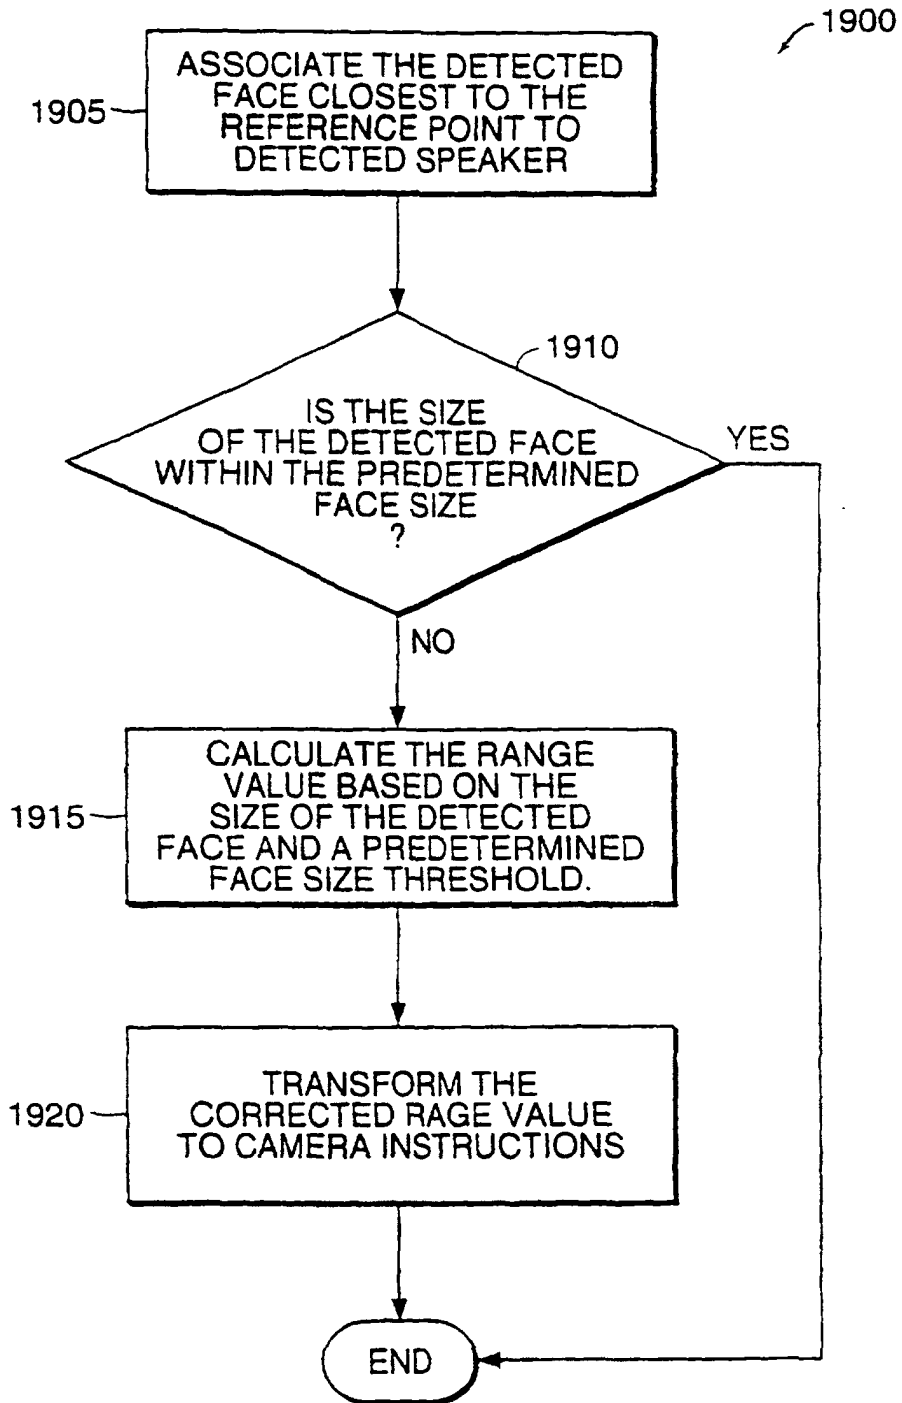 1900
ASSOCIATE THE DETECTED
FACE CLOSEST TO THE
REFERENCE POINT TO
DETECTED SPEAKER
1905
1910
IS THE SIZE
OF THE DETECTED FACE
WITHIN THE PREDETERMINED
FACE SIZE
?
YES
NO
CALCULATE THE RANGE
VALUE BASED ON THE
SIZE OF THE DETECTED
FACE AND A PREDETERMINED
FACE SIZE THRESHOLD.
1915
TRANSFORM THE
CORRECTED RAGE VALUE
TO CAMERA INSTRUCTIONS
1920
END